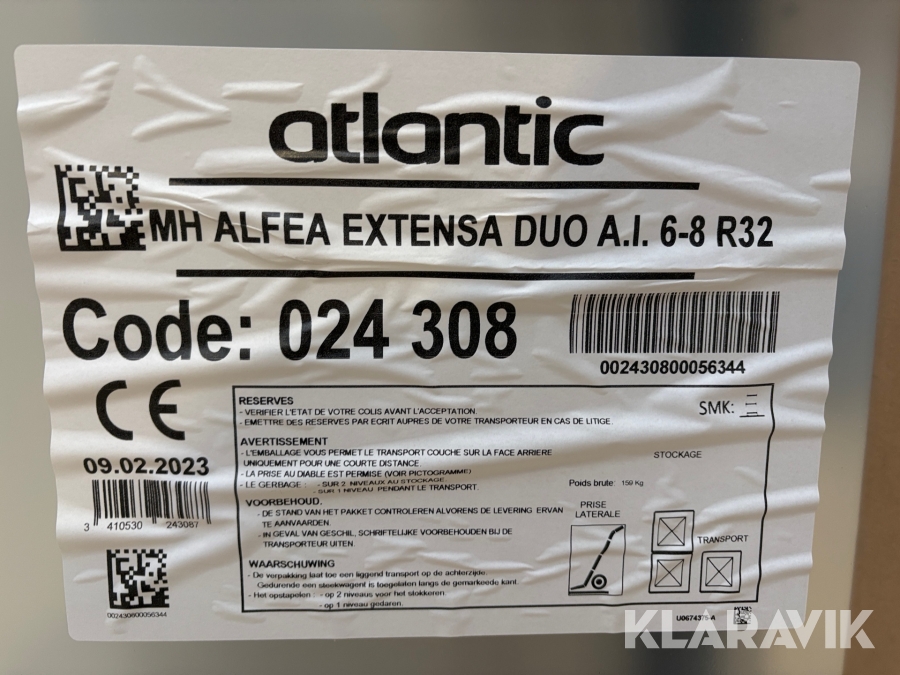 atlantic
MH ALFEA EXTENSA DUO A.I. 6-8 R32
Code: 024 308
002430800056344
CE
09.02.2023
3 410530 243087
002430800056344
RESERVES
- VERIFIER L'ETAT DE VOTRE COLIS AVANT L'ACCEPTATION.
- EMETTRE DES RESERVES PAR ECRIT AUPRES DE VOTRE TRANSPORTEUR EN CAS DE LITIGE.
SMK:
AVERTISSEMENT
- L'EMBALLAGE VOUS PERMET LE TRANSPORT COUCHE SUR LA FACE ARRIERE
UNIQUEMENT POUR UNE COURTE DISTANCE.
- LA PRISE AU DIABLE EST PERMISE (VOIR PICTOGRAMME)
- LE GERBAGE : - SUR 2 NIVEAUX AU STOCKAGE.
- SUR 1 NIVEAU PENDANT LE TRANSPORT.
STOCKAGE
Poids brute: 159 Kg
VOORBEHOUD.
- DE STAND VAN HET PAKKET CONTROLEREN ALVORENS DE LEVERING ERVAN
TE AANVAARDEN.
- IN GEVAL VAN GESCHIL, SCHRIFTELIJKE VOORBEHOUDEN BIJ DE
TRANSPORTEUR UITEN.
PRISE
LATERALE
TRANSPORT
WAARSCHUWING
- De verpakking laat toe een liggend transport op de achterzijde.
Gedurende een steekwagent is toegelaten langs de gemarkeerde kant.
- Het opstapelen : - op 2 niveaus voor het stokkeren.
- op 1 niveau gedaren.
U0674378-A
KLARAVIK